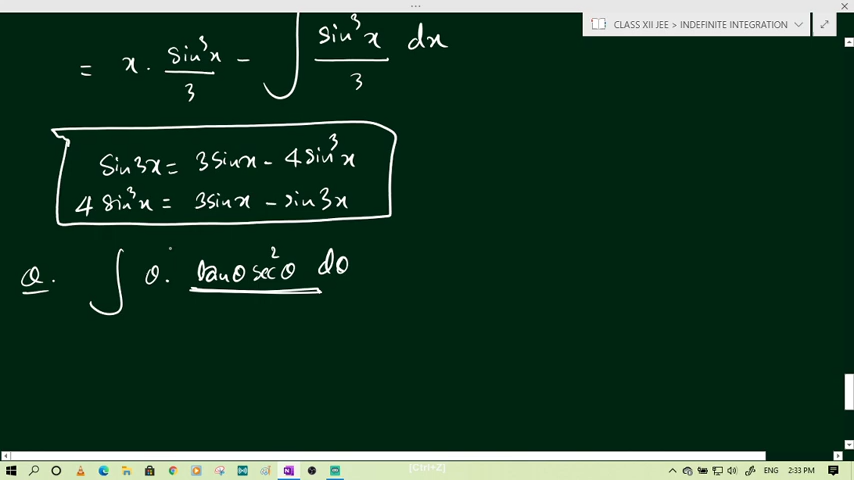 ...
CLASS XII JEE > INDEFINITE INTEGRATION
= x · sin³x/3 - ∫ sin³x/3 dx
sin3x = 3sinx - 4sin³x
4sin³x = 3sinx - sin3x
Q. ∫ θ · tanθ sec²θ dθ
[Ctrl+Z]
ENG 2:33 PM